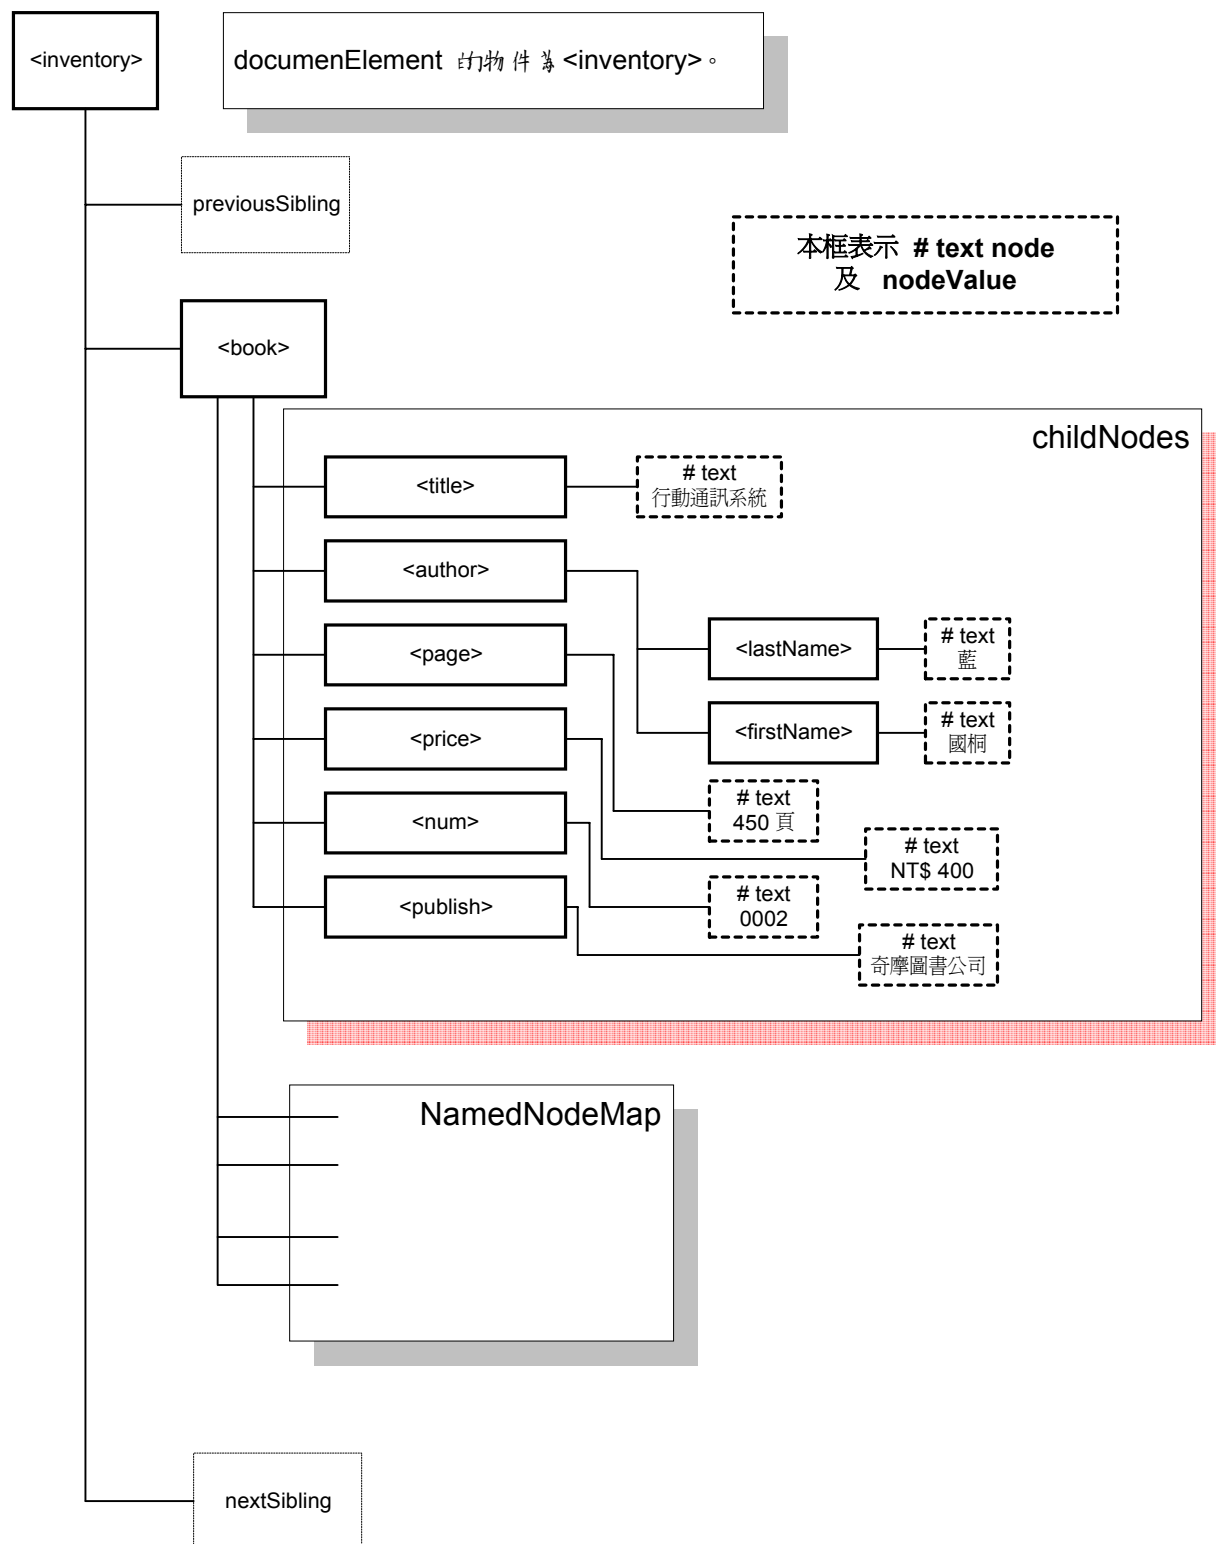 <inventory>
documenElement 的物件為<inventory>。
previousSibling
本框表示 # text node
及 nodeValue
<book>
childNodes
<title>
# text
行動通訊系統
<author>
<lastName>
# text
藍
<firstName>
# text
國桐
<page>
# text
450 頁
<price>
# text
NT$ 400
<num>
# text
0002
<publish>
# text
奇摩圖書公司
NamedNodeMap
nextSibling